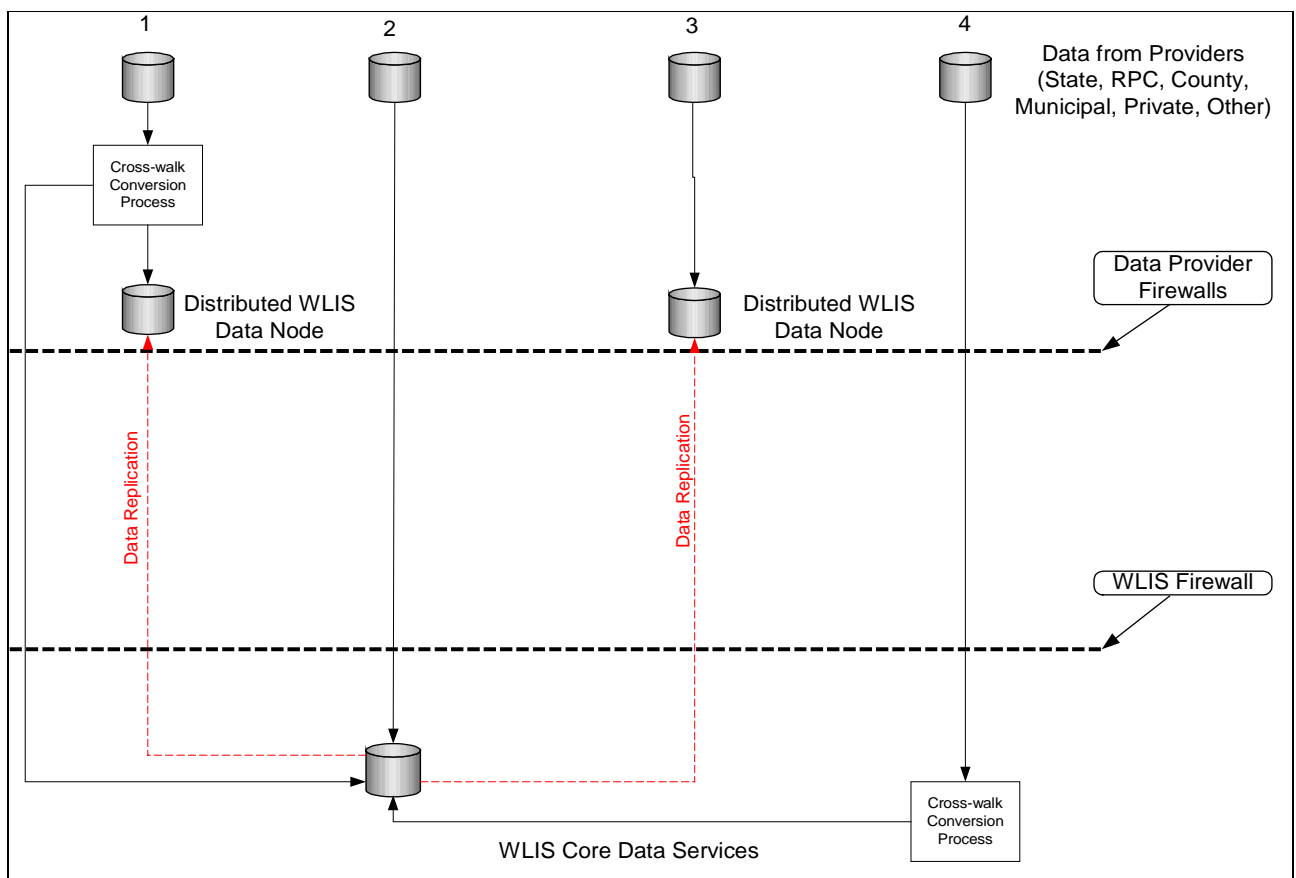 1
2
3
4
Data from Providers
(State, RPC, County,
Municipal, Private, Other)
Cross-walk
Conversion
Process
Distributed WLIS
Data Node
Distributed WLIS
Data Node
Data Provider
Firewalls
Data Replication
Data Replication
WLIS Firewall
Cross-walk
Conversion
Process
WLIS Core Data Services